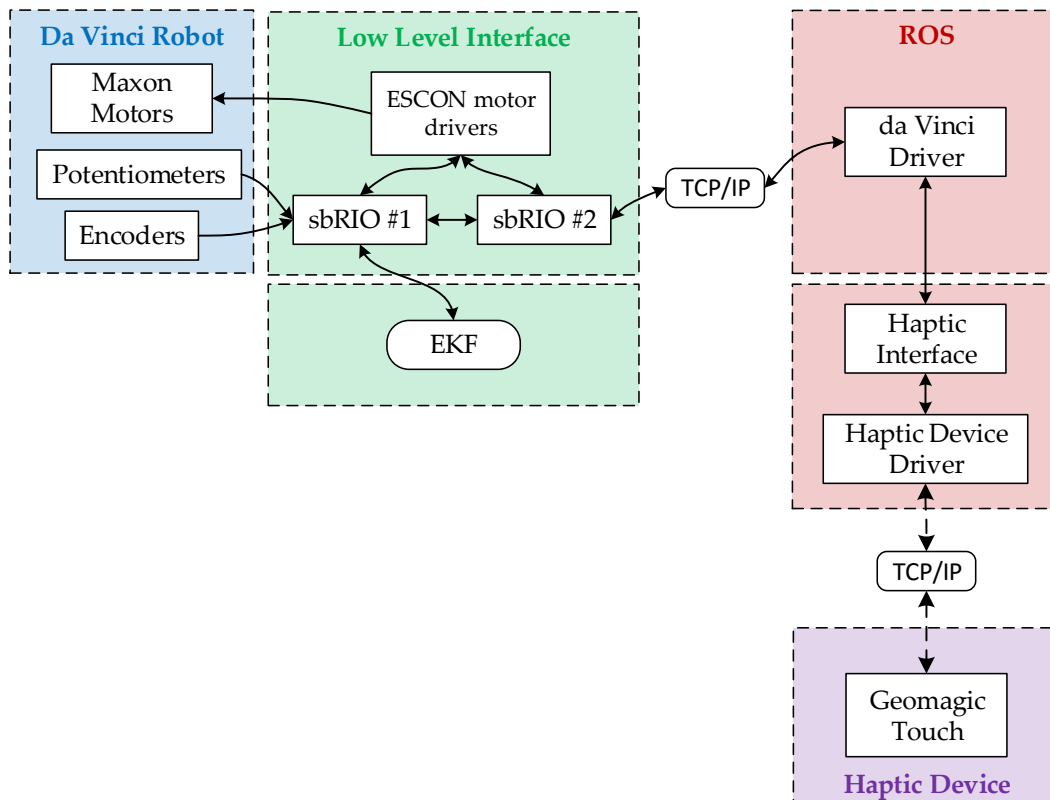 Da Vinci Robot
Maxon
Motors
Potentiometers
Encoders
Low Level Interface
ESCON motor
drivers
sbRIO #1
sbRIO #2
EKF
TCP/IP
ROS
da Vinci
Driver
Haptic
Interface
Haptic Device
Driver
TCP/IP
Geomagic
Touch
Haptic Device